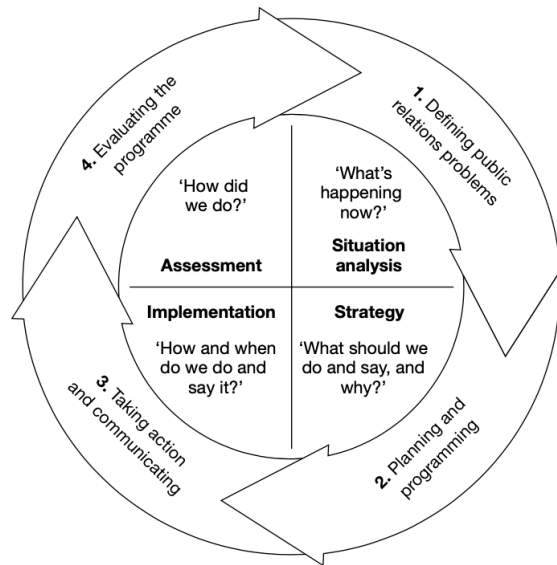 1. Defining public
relations problems
2. Planning and
programming
3. Taking action
and communicating
4. Evaluating the
programme
‘How did
we do?’
Assessment
‘What’s
happening
now?’
Situation
analysis
Implementation
‘How and when
do we do and
say it?’
Strategy
‘What should we
do and say, and
why?’